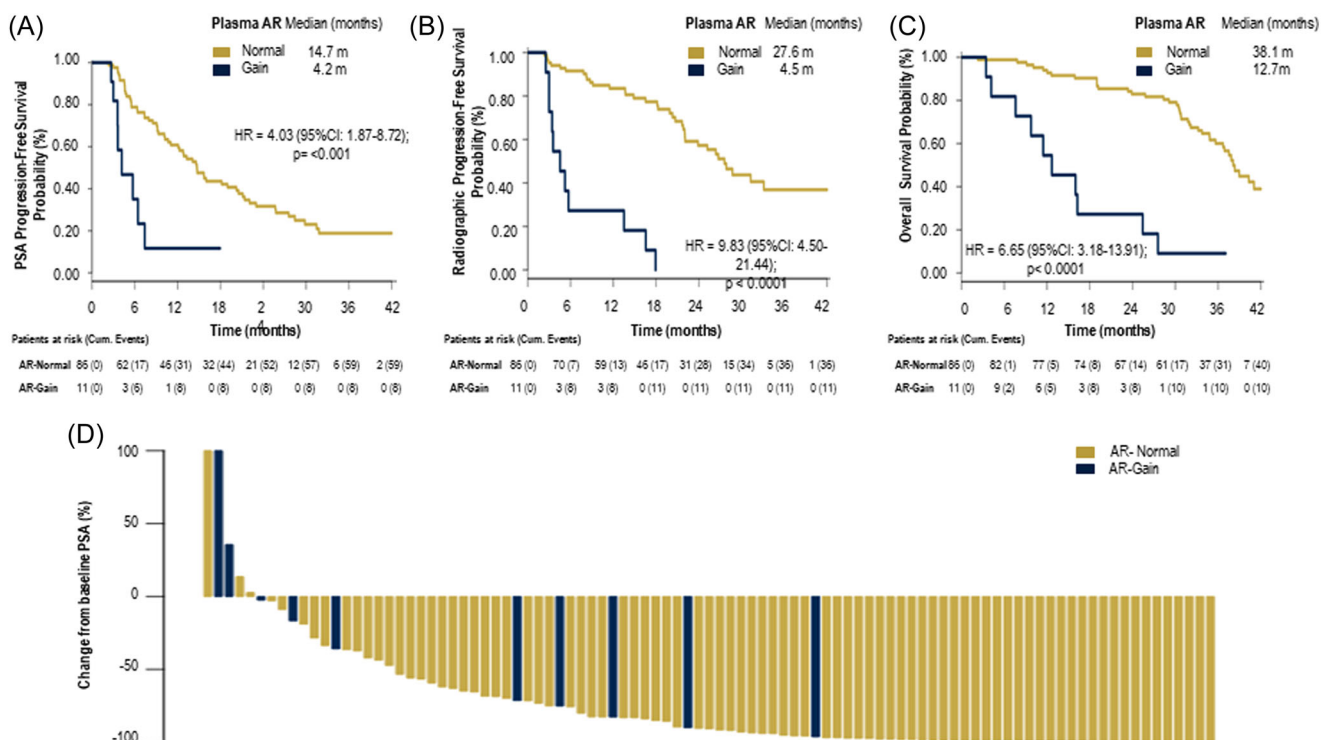 (A)
Plasma AR Median (months)
Normal 14.7 m
Gain 4.2 m
PSA Progression-Free Survival
Probability (%)
1.00
0.80
0.60
0.40
0.20
0.00
HR = 4.03 (95%CI: 1.87-8.72);
p= <0.001
0 6 12 18 2 30 36 42
4
Time (months)
Patients at risk (Cum. Events)
AR-Normal 86 (0) 62 (17) 46 (31) 32 (44) 21 (52) 12 (57) 6 (59) 2 (59)
AR-Gain 11 (0) 3 (6) 1 (8) 0 (8) 0 (8) 0 (8) 0 (8) 0 (8)
(B)
Plasma AR Median (months)
Normal 27.6 m
Gain 4.5 m
Radiographic Progression-Free Survival
Probability (%)
1.00
0.80
0.60
0.40
0.20
0.00
HR = 9.83 (95%CI: 4.50-
21.44);
p < 0.0001
0 6 12 18 24 30 36 42
Time (months)
Patients at risk (Cum. Events)
AR-Normal 86 (0) 70 (7) 59 (13) 46 (17) 31 (28) 15 (34) 5 (36) 1 (36)
AR-Gain 11 (0) 3 (8) 3 (8) 0 (11) 0 (11) 0 (11) 0 (11) 0 (11)
(C)
Plasma AR Median (months)
Normal 38.1 m
Gain 12.7m
Overall Survival Probability (%)
1.00
0.80
0.60
0.40
0.20
0.00
HR = 6.65 (95%CI: 3.18-13.91);
p< 0.0001
0 6 12 18 24 30 36 42
Time (months)
Patients at risk (Cum. Events)
AR-Normal 86 (0) 82 (1) 77 (5) 74 (8) 67 (14) 61 (17) 37 (31) 7 (40)
AR-Gain 11 (0) 9 (2) 6 (5) 3 (8) 3 (8) 1 (10) 1 (10) 0 (10)
(D)
AR- Normal
AR-Gain
Change from baseline PSA (%)
100
50
0
-50
-100